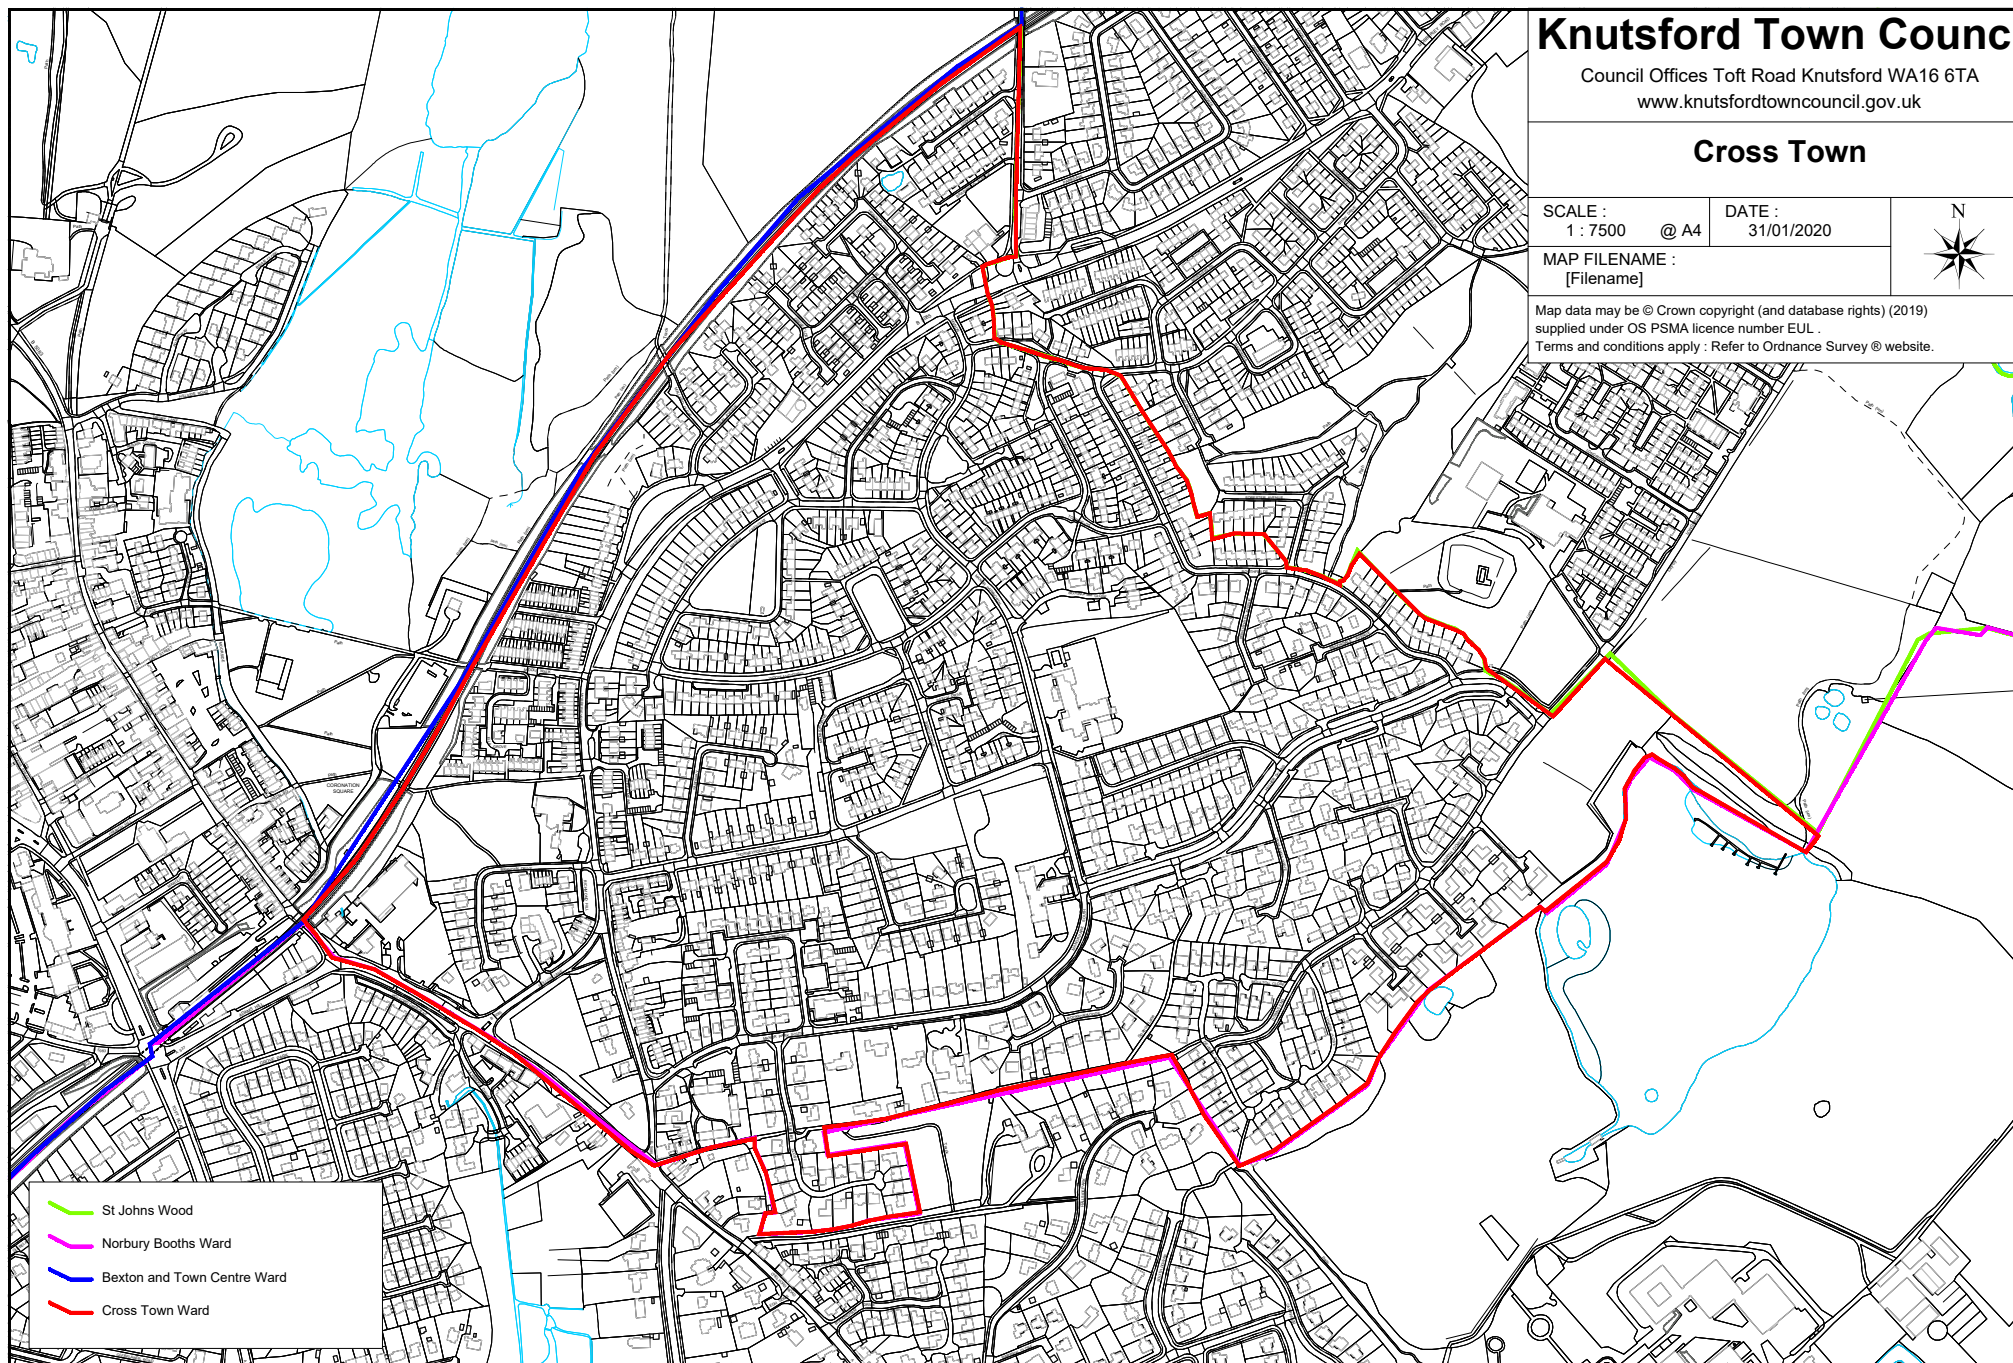 Knutsford Town Counc
Council Offices Toft Road Knutsford WA16 6TA
www.knutsfordtowncouncil.gov.uk
Cross Town
SCALE :
1 : 7500 @ A4
DATE :
31/01/2020
N
MAP FILENAME :
[Filename]
Map data may be © Crown copyright (and database rights) (2019)
supplied under OS PSMA licence number EUL .
Terms and conditions apply : Refer to Ordnance Survey ® website.
CORONATION
SQUARE
St Johns Wood
Norbury Booths Ward
Bexton and Town Centre Ward
Cross Town Ward